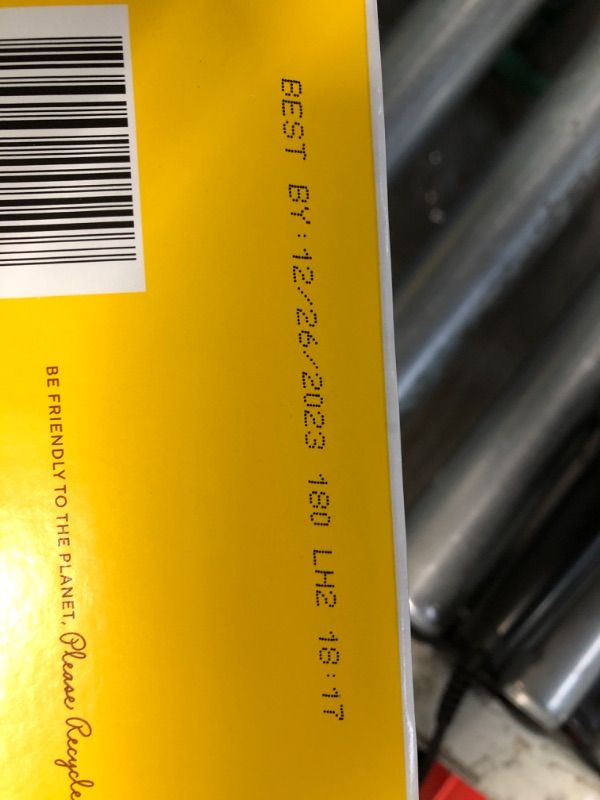 BEST BY:12/26/2023 180 LH2 18:17
BE FRIENDLY TO THE PLANET, Please Recycle